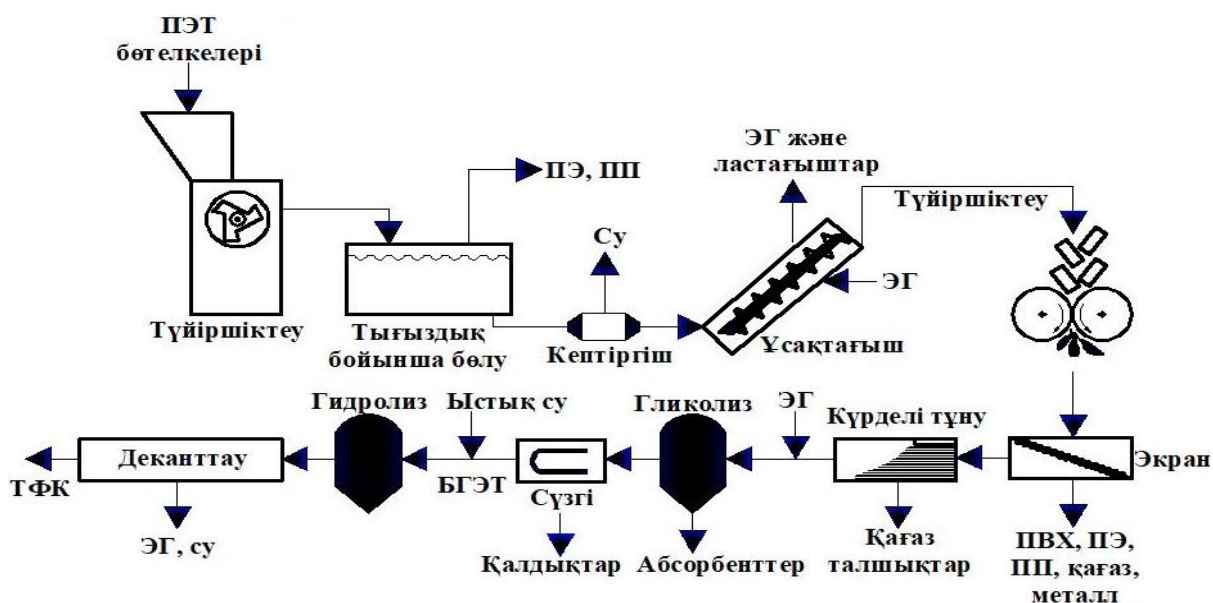 ПЭТ
бөтелкелері
ПЭ, ПП
ЭГ және
ластағыштар
Түйіршіктеу
Су
ЭГ
Түйіршіктеу
Тығыздық
бойынша бөлу
Кептіргіш
Ұсақтағыш
Гидролиз
Ыстық су
Гликолиз
ЭГ
Күрделі тұну
Деканттау
Экран
ТФК
БГЭТ
Сүзгі
ЭГ, су
Қалдықтар
Абсорбенттер
Қағаз
талшықтар
ПВХ, ПЭ,
ПП, қағаз,
металл